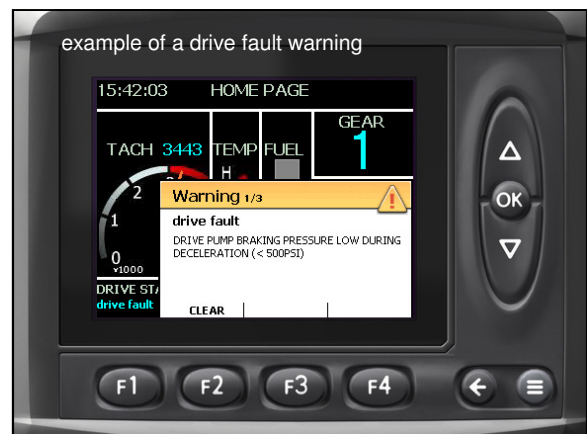 example of a drive fault warning
15:42:03 HOME PAGE
GEAR
1
TACH 3443 TEMP FUEL
H
2
1
0
x1000
Warning 1/3
drive fault
DRIVE PUMP BRAKING PRESSURE LOW DURING
DECELERATION (< 500PSI)
DRIVE STA
drive fault
CLEAR
OK
F1 F2 F3 F4